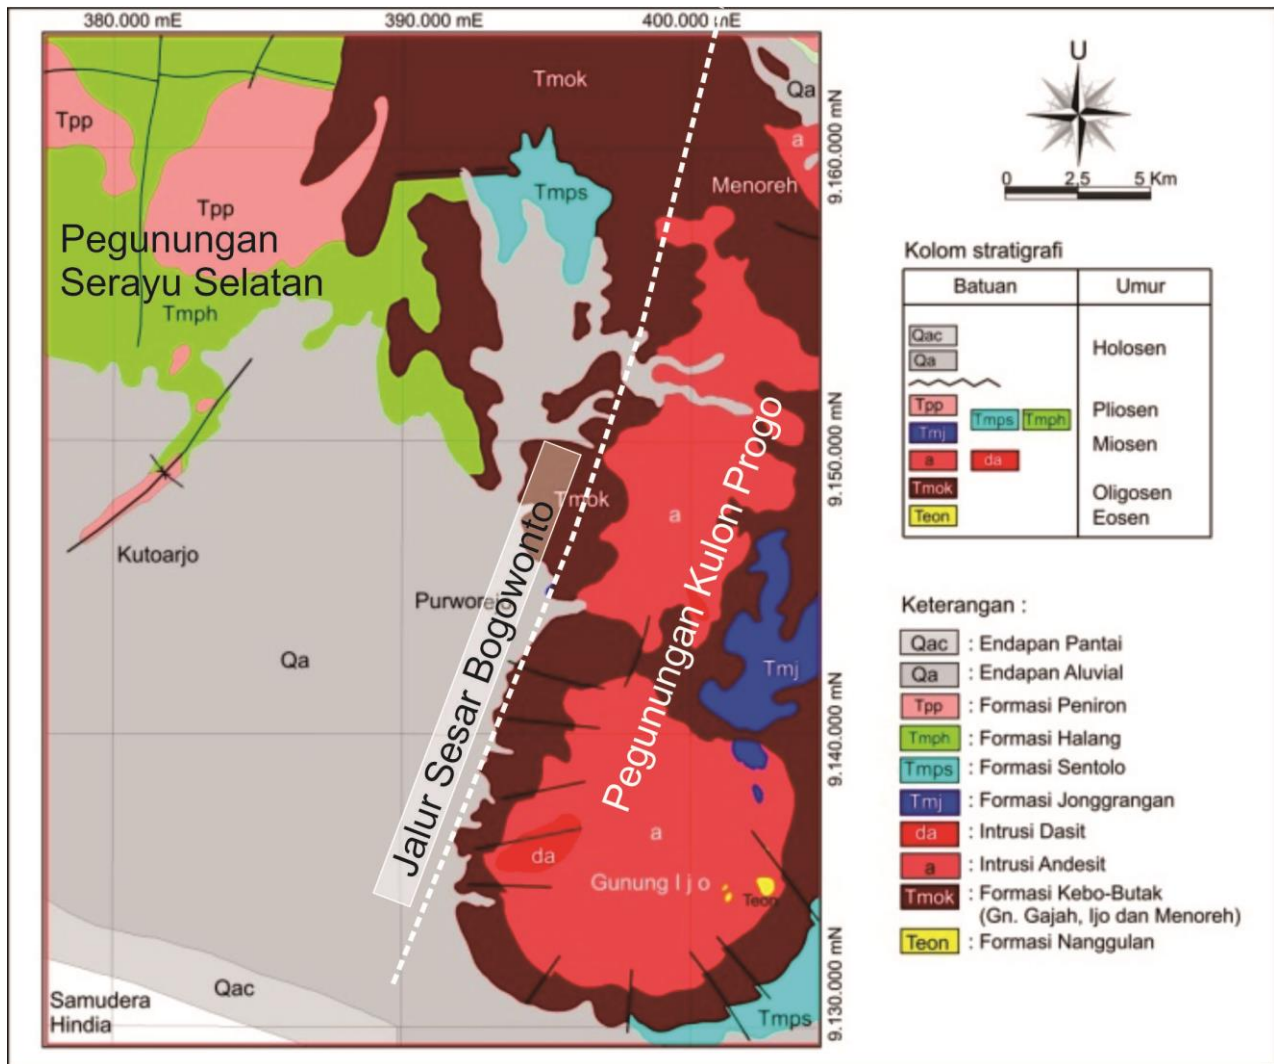 380.000 mE
390.000 mE
400.000 mE
Tmok
Qa
a
Tpp
Menoreh
Tmps
Tpp
Pegunungan
Serayu Selatan
Tmph
9.160.000 mN
9.150.000 mN
9.140.000 mN
9.130.000 mN
Tmok
a
Kutoarjo
Purworejo
Qa
Jalur Sesar Bogowonto
Pegunungan Kulon Progo
Tmj
a
da
Gunung Ijo
Teon
Qac
Samudera
Hindia
Tmps
U
0 2,5 5 Km
Kolom stratigrafi
Batuan Umur
Qac
Qa
Holosen
Tpp Tmps Tmph Pliosen
Tmj Miosen
a da
Tmok Oligosen
Teon Eosen
Keterangan :
Qac : Endapan Pantai
Qa : Endapan Aluvial
Tpp : Formasi Peniron
Tmph : Formasi Halang
Tmps : Formasi Sentolo
Tmj : Formasi Jonggrangan
da : Intrusi Dasit
a : Intrusi Andesit
Tmok : Formasi Kebo-Butak
(Gn. Gajah, Ijo dan Menoreh)
Teon : Formasi Nanggulan